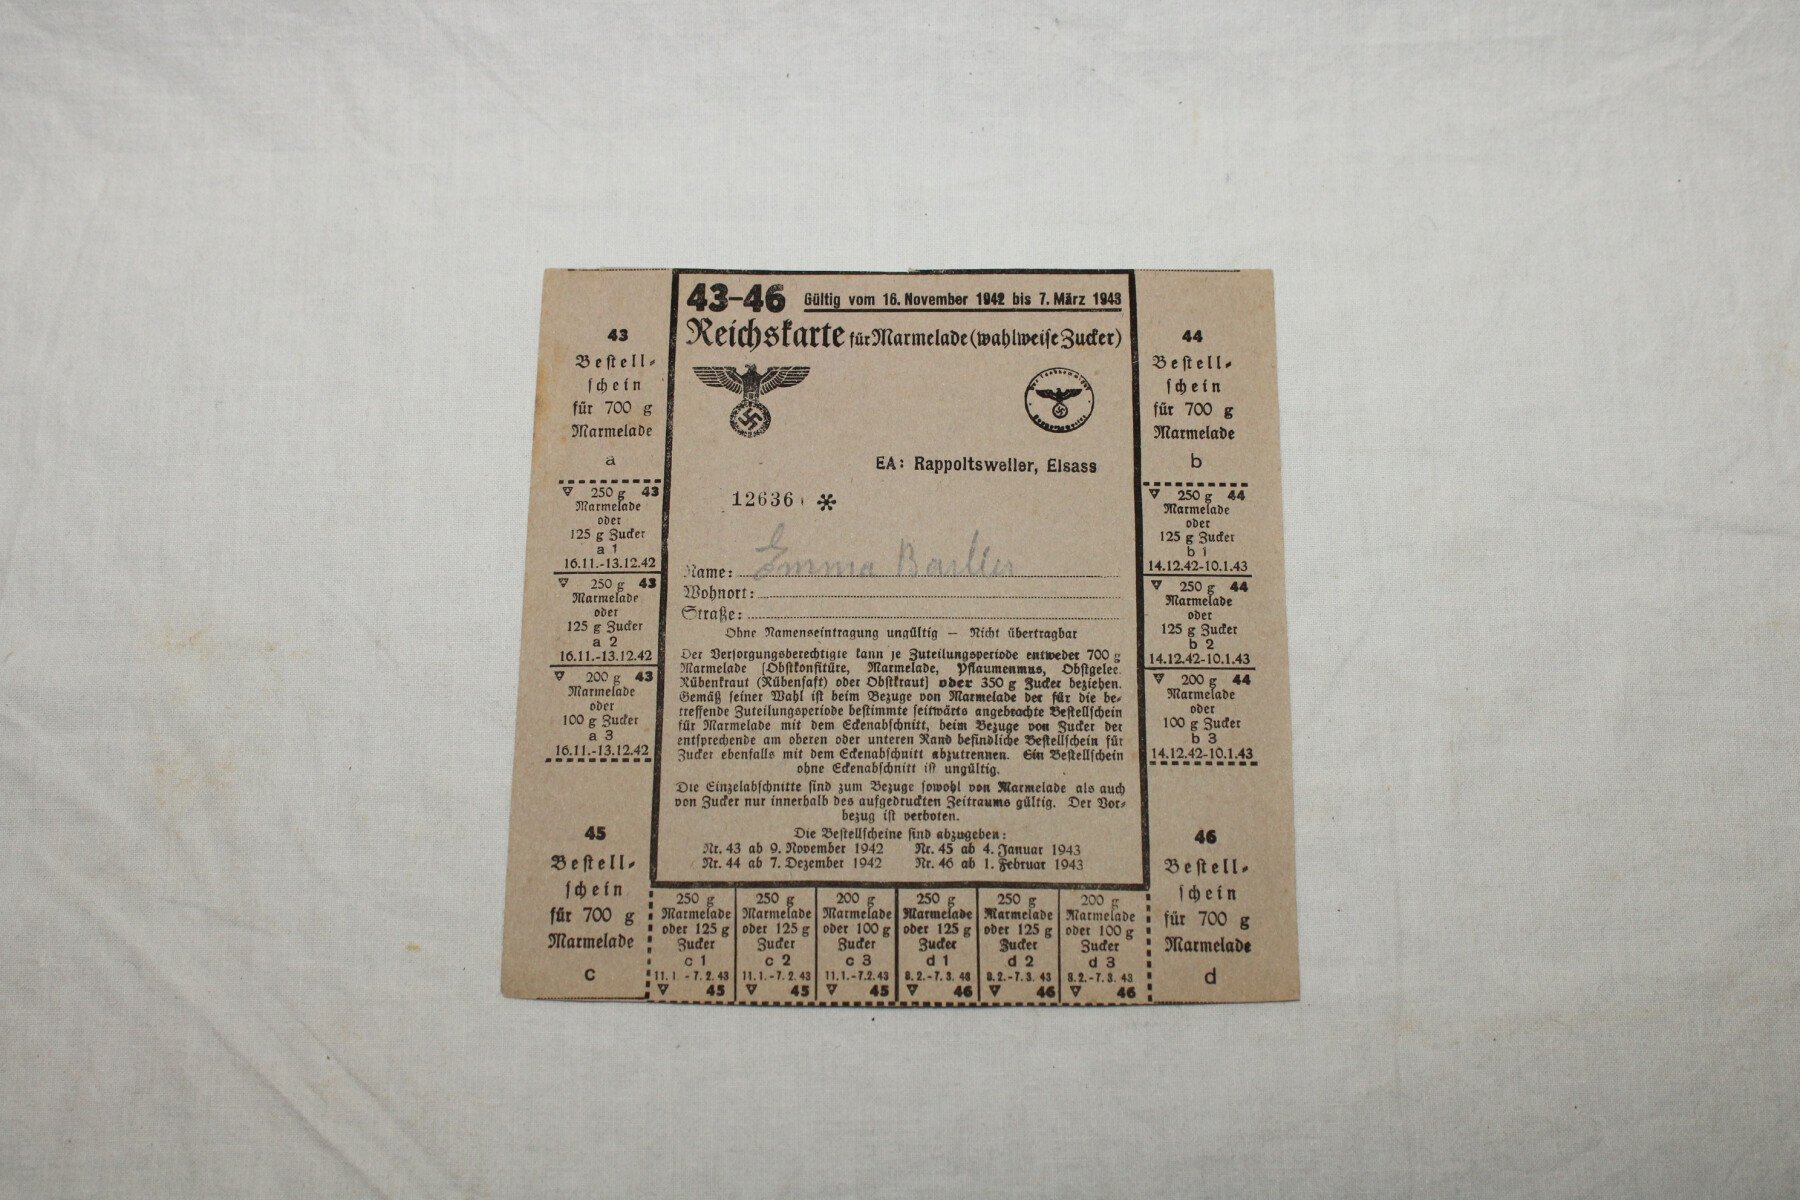 43-46 Gültig vom 16. November 1942 bis 7. März 1943
Reichskarte für Marmelade (wahlweise Zucker)
EA: Rappoltsweiler, Elsass
12636 *
Name: Emma Barlier
Wohnort:
Straße:
Ohne Namenseintragung ungültig — Nicht übertragbar
Der Versorgungsberechtigte kann je Zuteilungsperiode entweder 700 g
Marmelade (Obstkonfitüre, Marmelade, Pflaumenmus, Obstgelee,
Rübenkraut (Rübensaft) oder Obstkraut) oder 350 g Zucker beziehen.
Gemäß seiner Wahl ist beim Bezuge von Marmelade der für die be-
treffende Zuteilungsperiode bestimmte seitwärts angebrachte Bestellschein
für Marmelade mit dem Eckenabschnitt, beim Bezuge von Zucker der
entsprechende am oberen oder unteren Rand befindliche Bestellschein für
Zucker ebenfalls mit dem Eckenabschnitt abzutrennen. Ein Bestellschein
ohne Eckenabschnitt ist ungültig.
Die Einzelabschnitte sind zum Bezuge sowohl von Marmelade als auch
von Zucker nur innerhalb des aufgedruckten Zeitraums gültig. Der Vor-
bezug ist verboten.
Die Bestellscheine sind abzugeben:
Nr. 43 ab 9. November 1942 Nr. 45 ab 4. Januar 1943
Nr. 44 ab 7. Dezember 1942 Nr. 46 ab 1. Februar 1943
43
Bestell-
schein
für 700 g
Marmelade
a
250 g 43
Marmelade
oder
125 g Zucker
a 1
16.11.-13.12.42
250 g 43
Marmelade
oder
125 g Zucker
a 2
16.11.-13.12.42
200 g 43
Marmelade
oder
100 g Zucker
a 3
16.11.-13.12.42
45
Bestell-
schein
für 700 g
Marmelade
c
44
Bestell-
schein
für 700 g
Marmelade
b
250 g 44
Marmelade
oder
125 g Zucker
b 1
14.12.42-10.1.43
250 g 44
Marmelade
oder
125 g Zucker
b 2
14.12.42-10.1.43
200 g 44
Marmelade
oder
100 g Zucker
b 3
14.12.42-10.1.43
46
Bestell-
schein
für 700 g
Marmelade
d
250 g
Marmelade
oder 125 g
Zucker
c 1
11.1.-7.2.43
45
250 g
Marmelade
oder 125 g
Zucker
c 2
11.1.-7.2.43
45
200 g
Marmelade
oder 100 g
Zucker
c 3
11.1.-7.2.43
45
250 g
Marmelade
oder 125 g
Zucker
d 1
8.2.-7.3.43
46
250 g
Marmelade
oder 125 g
Zucker
d 2
8.2.-7.3.43
46
200 g
Marmelade
oder 100 g
Zucker
d 3
8.2.-7.3.43
46